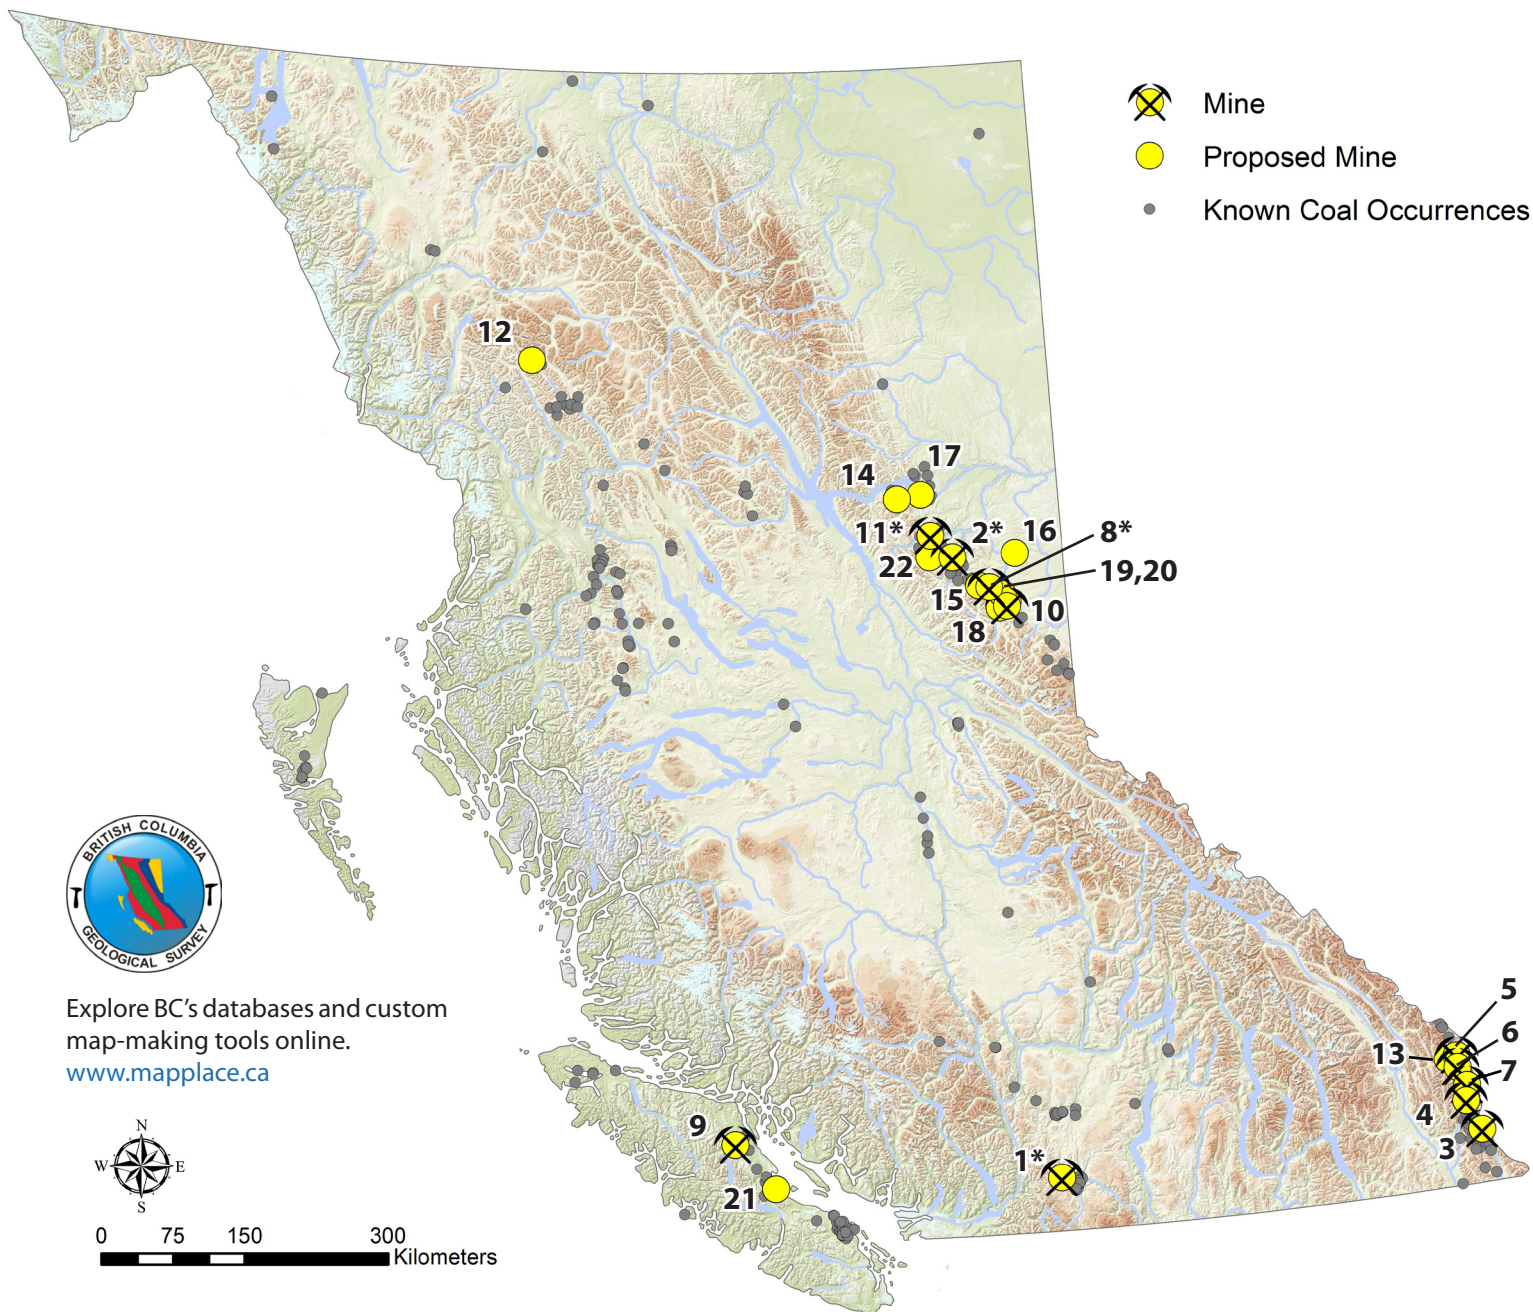 Mine
Proposed Mine
Known Coal Occurrences
12
17
14
11*
2*
16
8*
22
19,20
15
10
18
BRITISH COLUMBIA
GEOLOGICAL SURVEY
Explore BC's databases and custom
map-making tools online.
www.mapplace.ca
5
6
13
7
4
3
9
1*
21
N
W E
S
0 75 150 300
Kilometers